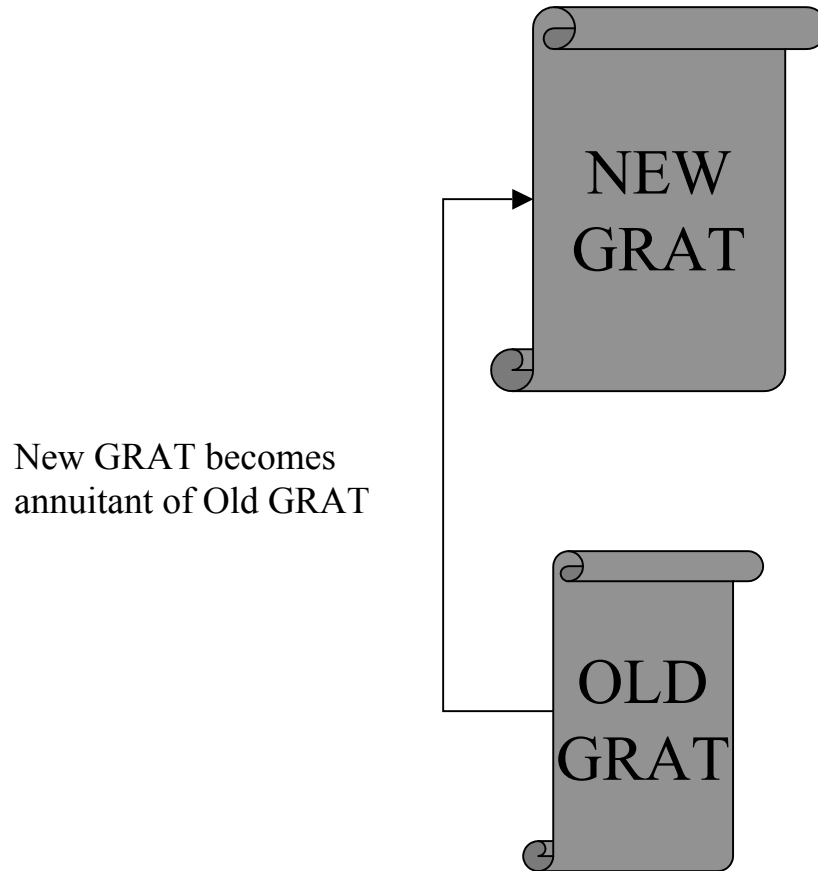 NEW
GRAT
New GRAT becomes
annuitant of Old GRAT
OLD
GRAT